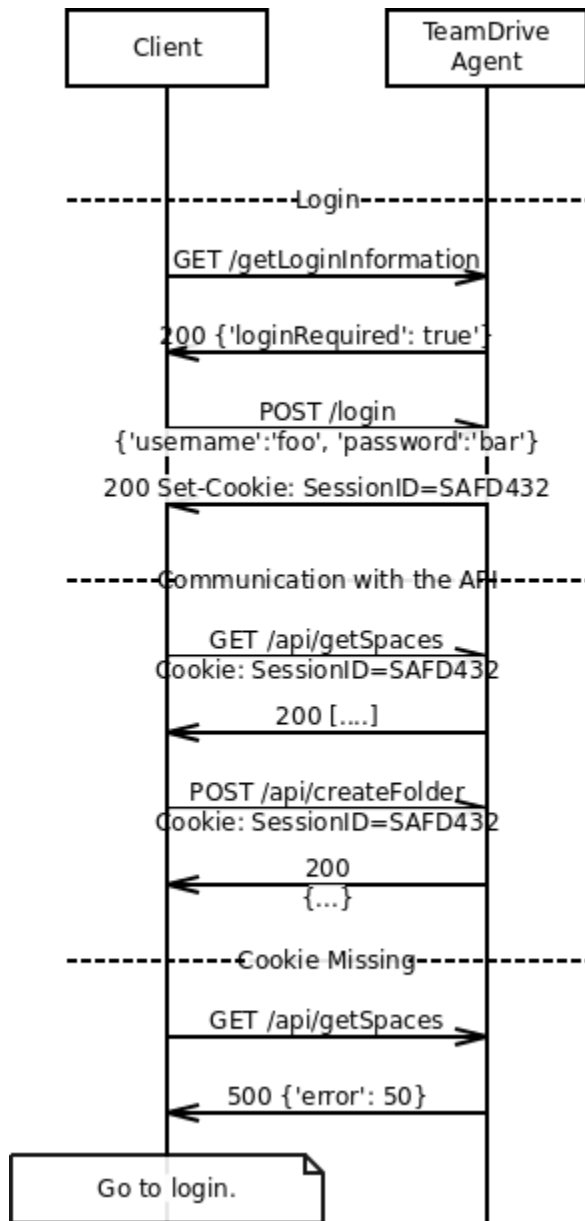 Client
TeamDrive
Agent
Login
GET /getLoginInformation
200 {'loginRequired': true'}
POST /login
{'username':'foo', 'password':'bar'}
200 Set-Cookie: SessionID=SAFD432
Communication with the API
GET /api/getSpaces
Cookie: SessionID=SAFD432
200 [....]
POST /api/createFolder
Cookie: SessionID=SAFD432
200
{...}
Cookie Missing
GET /api/getSpaces
500 {'error': 50}
Go to login.